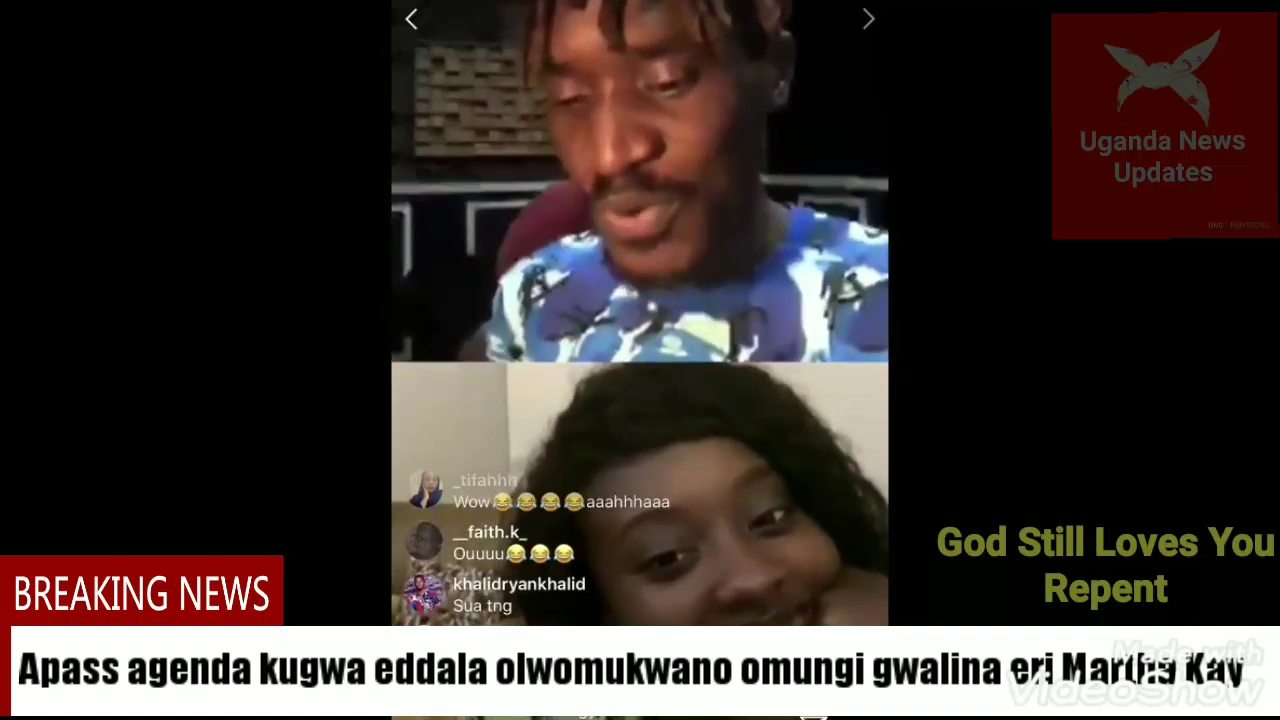 Uganda News
Updates
_tifahhh
Wow😂😂😂😂aaahhhaaa
__faith.k_
Ouuuu😂😂😂
khalidryankhalid
Sua tng
God Still Loves You
Repent
BREAKING NEWS
Apass agenda kugwa eddala olwomukwano omungi gwalina eri Martha Kay
Made with
VideoShow